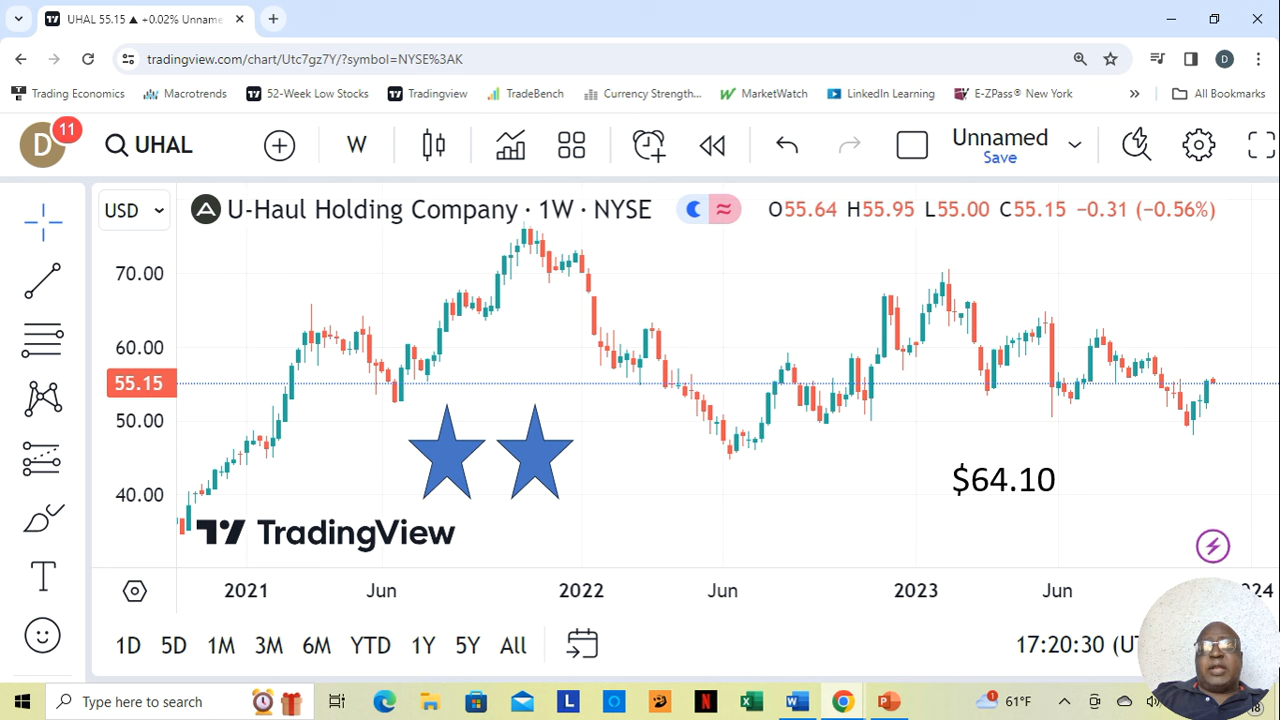 UHAL 55.15 ▲ +0.02% Unname
tradingview.com/chart/Utc7gz7Y/?symbol=NYSE%3AK
D
Trading Economics Macrotrends 52-Week Low Stocks Tradingview TradeBench Currency Strength... MarketWatch LinkedIn Learning E-ZPass® New York » All Bookmarks
D 11 UHAL W Unnamed
Save
USD U-Haul Holding Company · 1W · NYSE O55.64 H55.95 L55.00 C55.15 −0.31 (−0.56%)
70.00
60.00
55.15
50.00
40.00
$64.10
TradingView
2021 Jun 2022 Jun 2023 Jun
1D 5D 1M 3M 6M YTD 1Y 5Y All 17:20:30 (UT
Type here to search 61°F